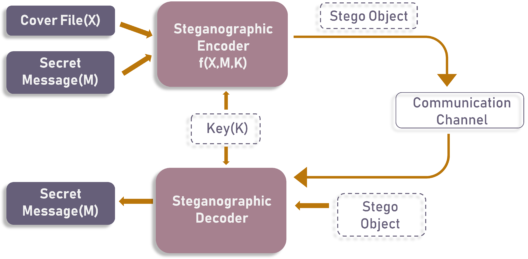 Cover File(X)
Secret
Message(M)
Steganographic
Encoder
f(X,M,K)
Stego Object
Communication
Channel
Key(K)
Secret
Message(M)
Steganographic
Decoder
Stego
Object